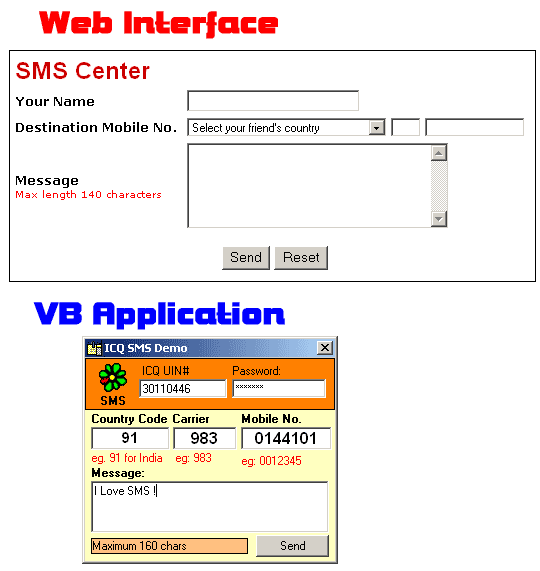 Web Interface
SMS Center
Your Name
Destination Mobile No. Select your friend's country
Message
Max length 140 characters
Send Reset
VB Application
ICQ SMS Demo
ICQ UIN# Password:
30110446 *******
SMS
Country Code Carrier Mobile No.
91 983 0144101
eg. 91 for India eg: 983 eg: 0012345
Message:
I Love SMS !
Maximum 160 chars Send